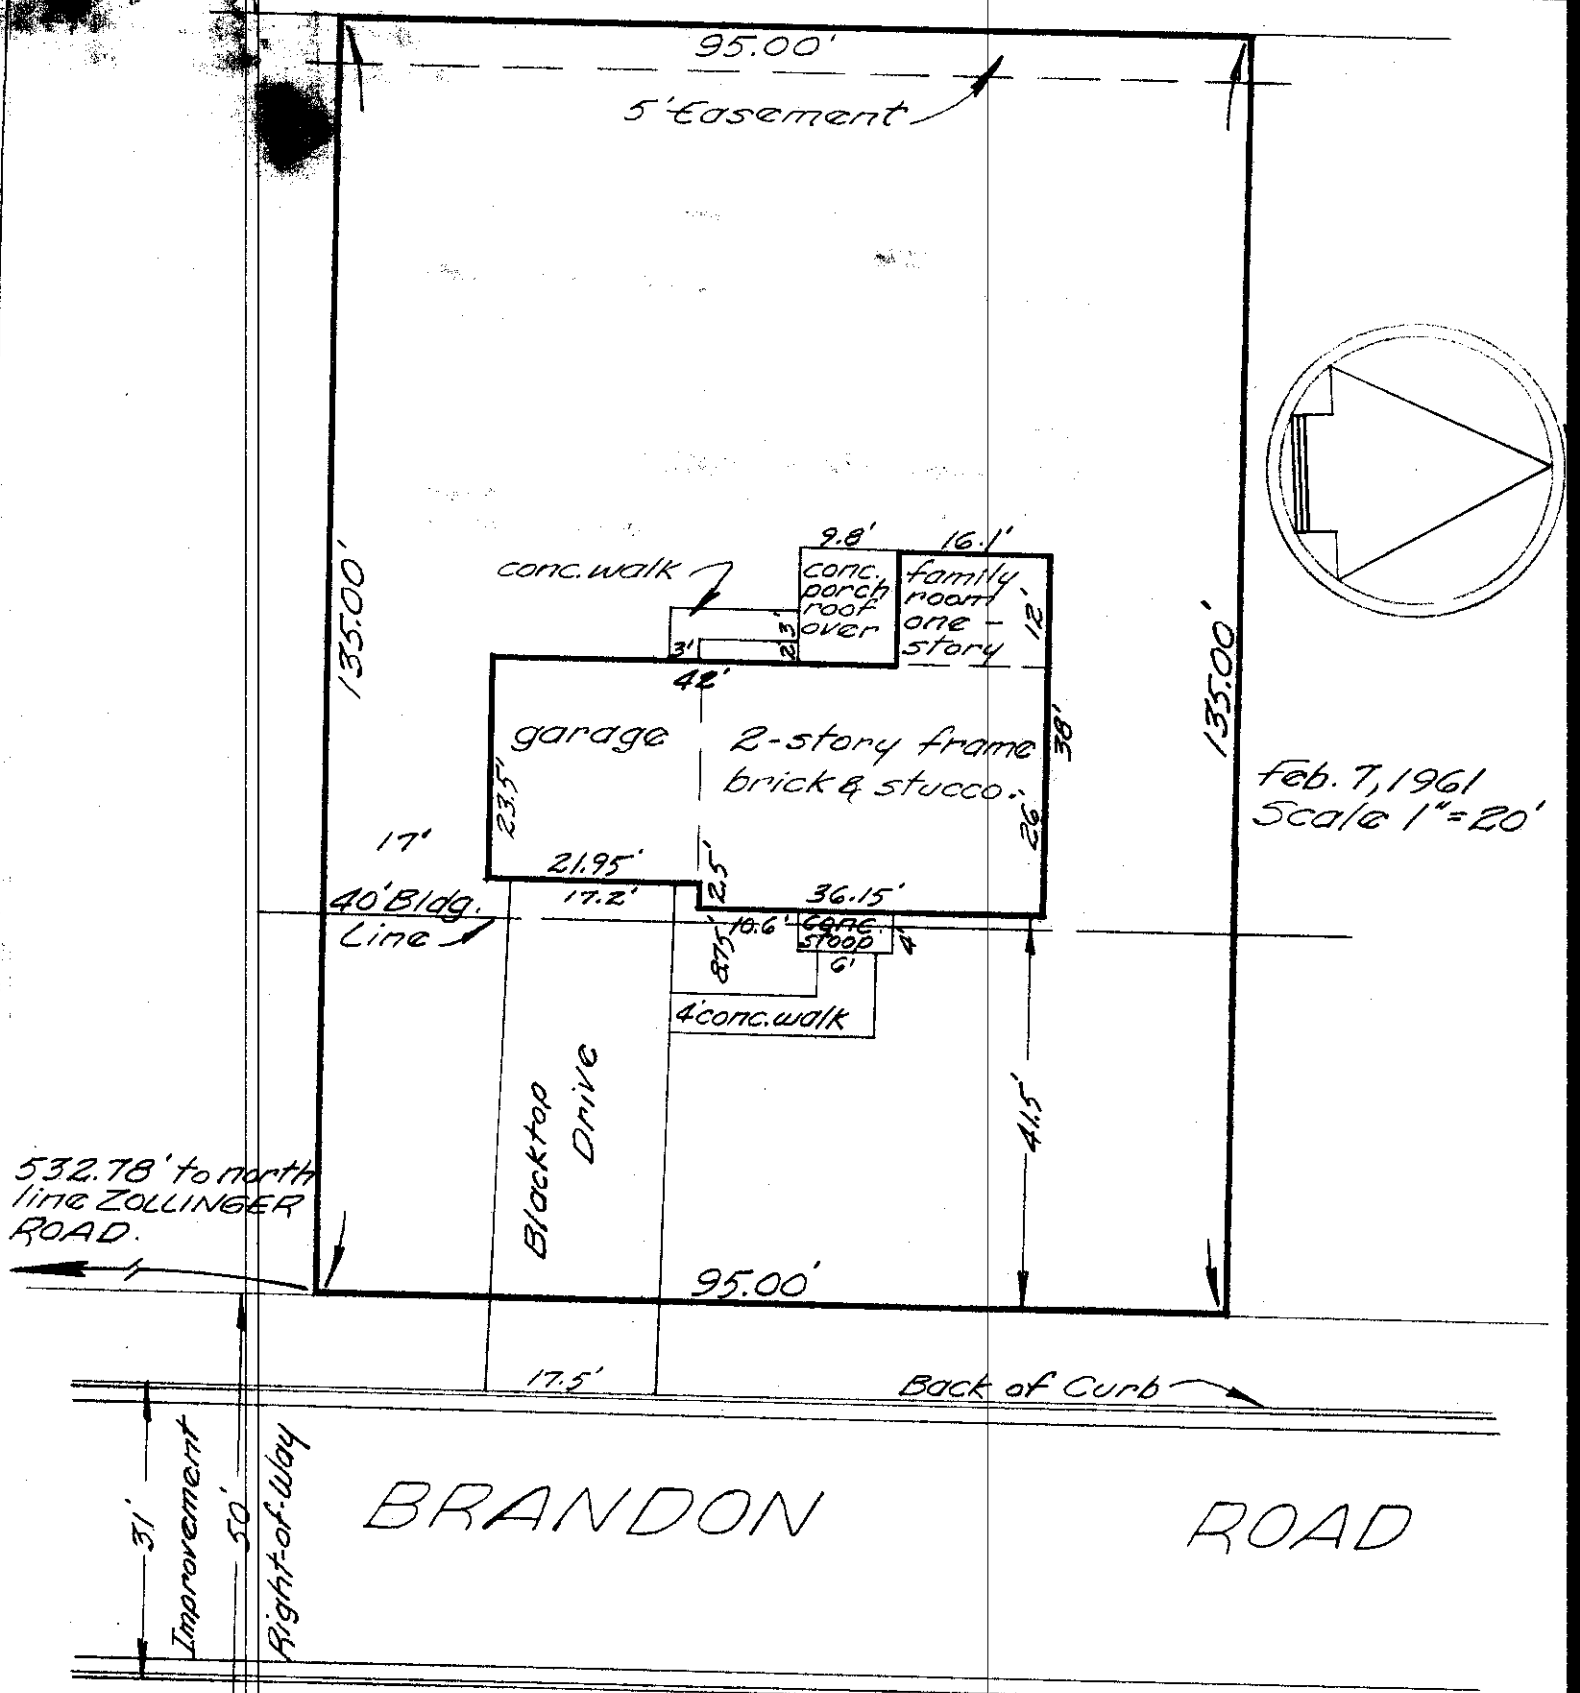 95.00'
5' Easement
135.00'
135.00'
conc. walk
9.8'
16.1'
conc.
porch
roof
over
family
room
one-
story
12'
3'
3'
2'
42'
garage
2-story frame
brick & stucco.
38'
23.5'
26'
Feb. 7, 1961
Scale 1"=20'
17'
21.95'
17.2'
2.5'
36.15'
40' Bldg.
Line
10.6'
conc.
stoop
4'
6'
8.75'
4' conc. walk
Blacktop
Drive
41.5'
532.78' to north
line ZOLLINGER
ROAD.
95.00'
17.5'
Back of Curb
31'
Improvement
50'
Right-of-Way
BRANDON ROAD